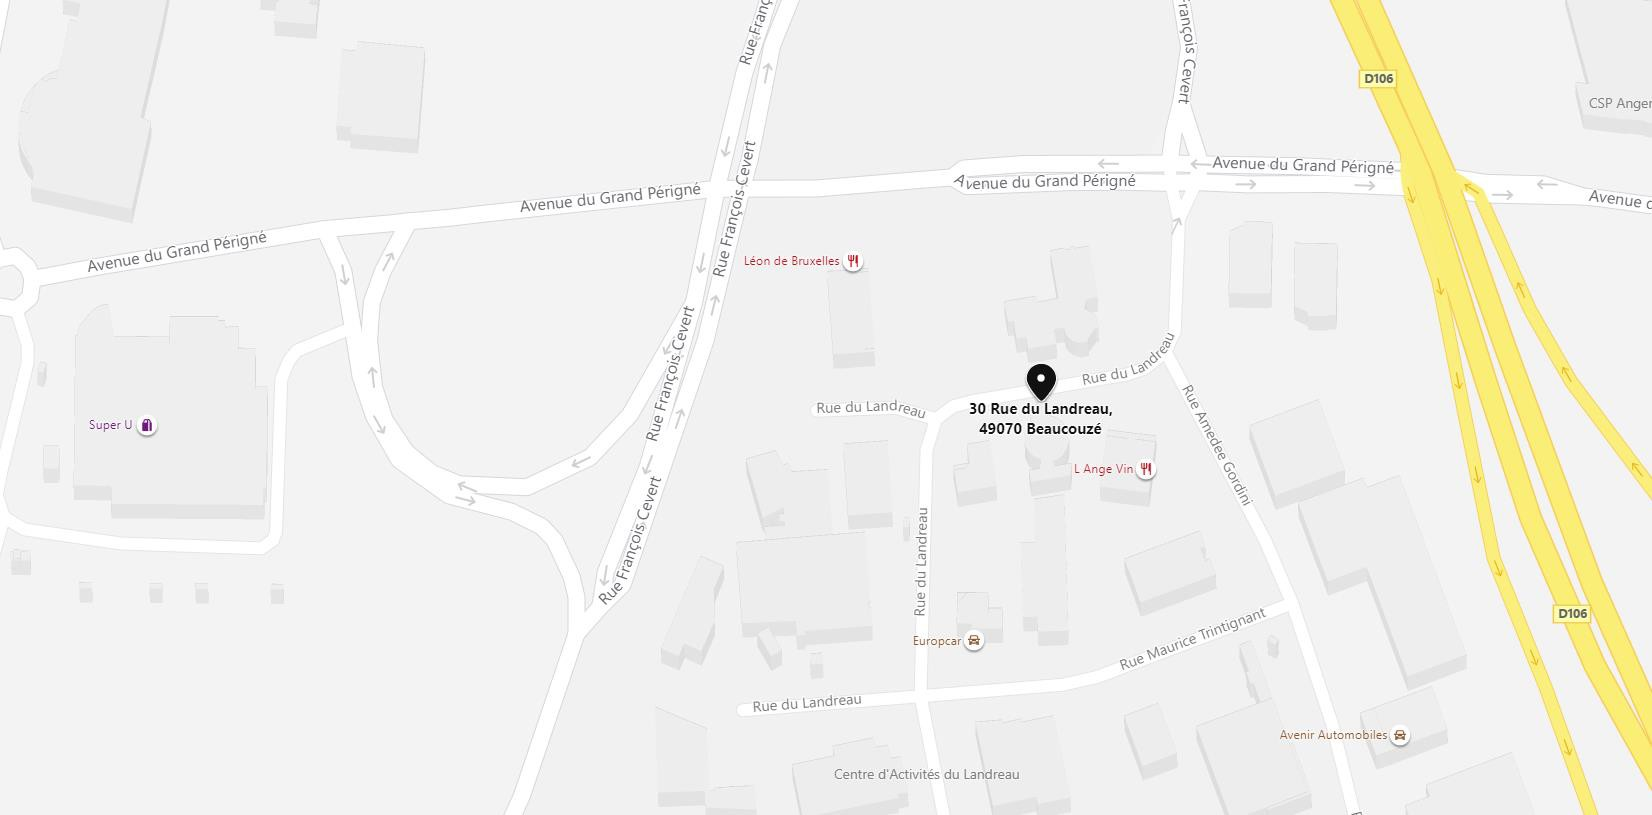 Rue Franç
François Cevert
D106
CSP Anger
Avenue du Grand Périgné
Avenue du Grand Périgné
Avenue du Grand Périgné
Avenue du Grand Périgné
Avenue d
Rue François Cevert
Léon de Bruxelles
Rue François Cevert
Rue du Landreau
Rue du Landreau
30 Rue du Landreau,
49070 Beaucouzé
Rue Amedee Gordini
Super U
L Ange Vin
Rue François Cevert
Rue du Landreau
D106
Europcar
Rue Maurice Trintignant
Rue du Landreau
Avenir Automobiles
Centre d'Activités du Landreau